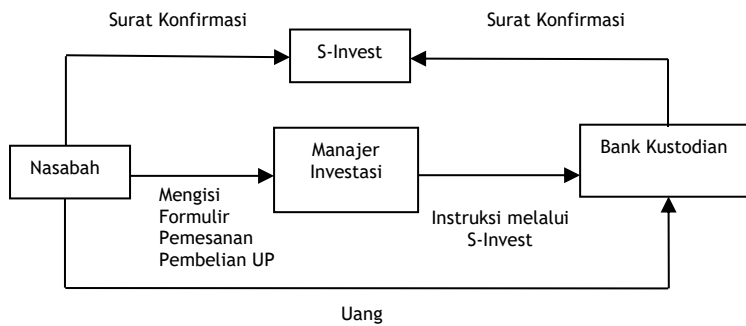 Surat Konfirmasi
Surat Konfirmasi
S-Invest
Nasabah
Manajer
Investasi
Bank Kustodian
Mengisi
Formulir
Pemesanan
Pembelian UP
Instruksi melalui
S-Invest
Uang